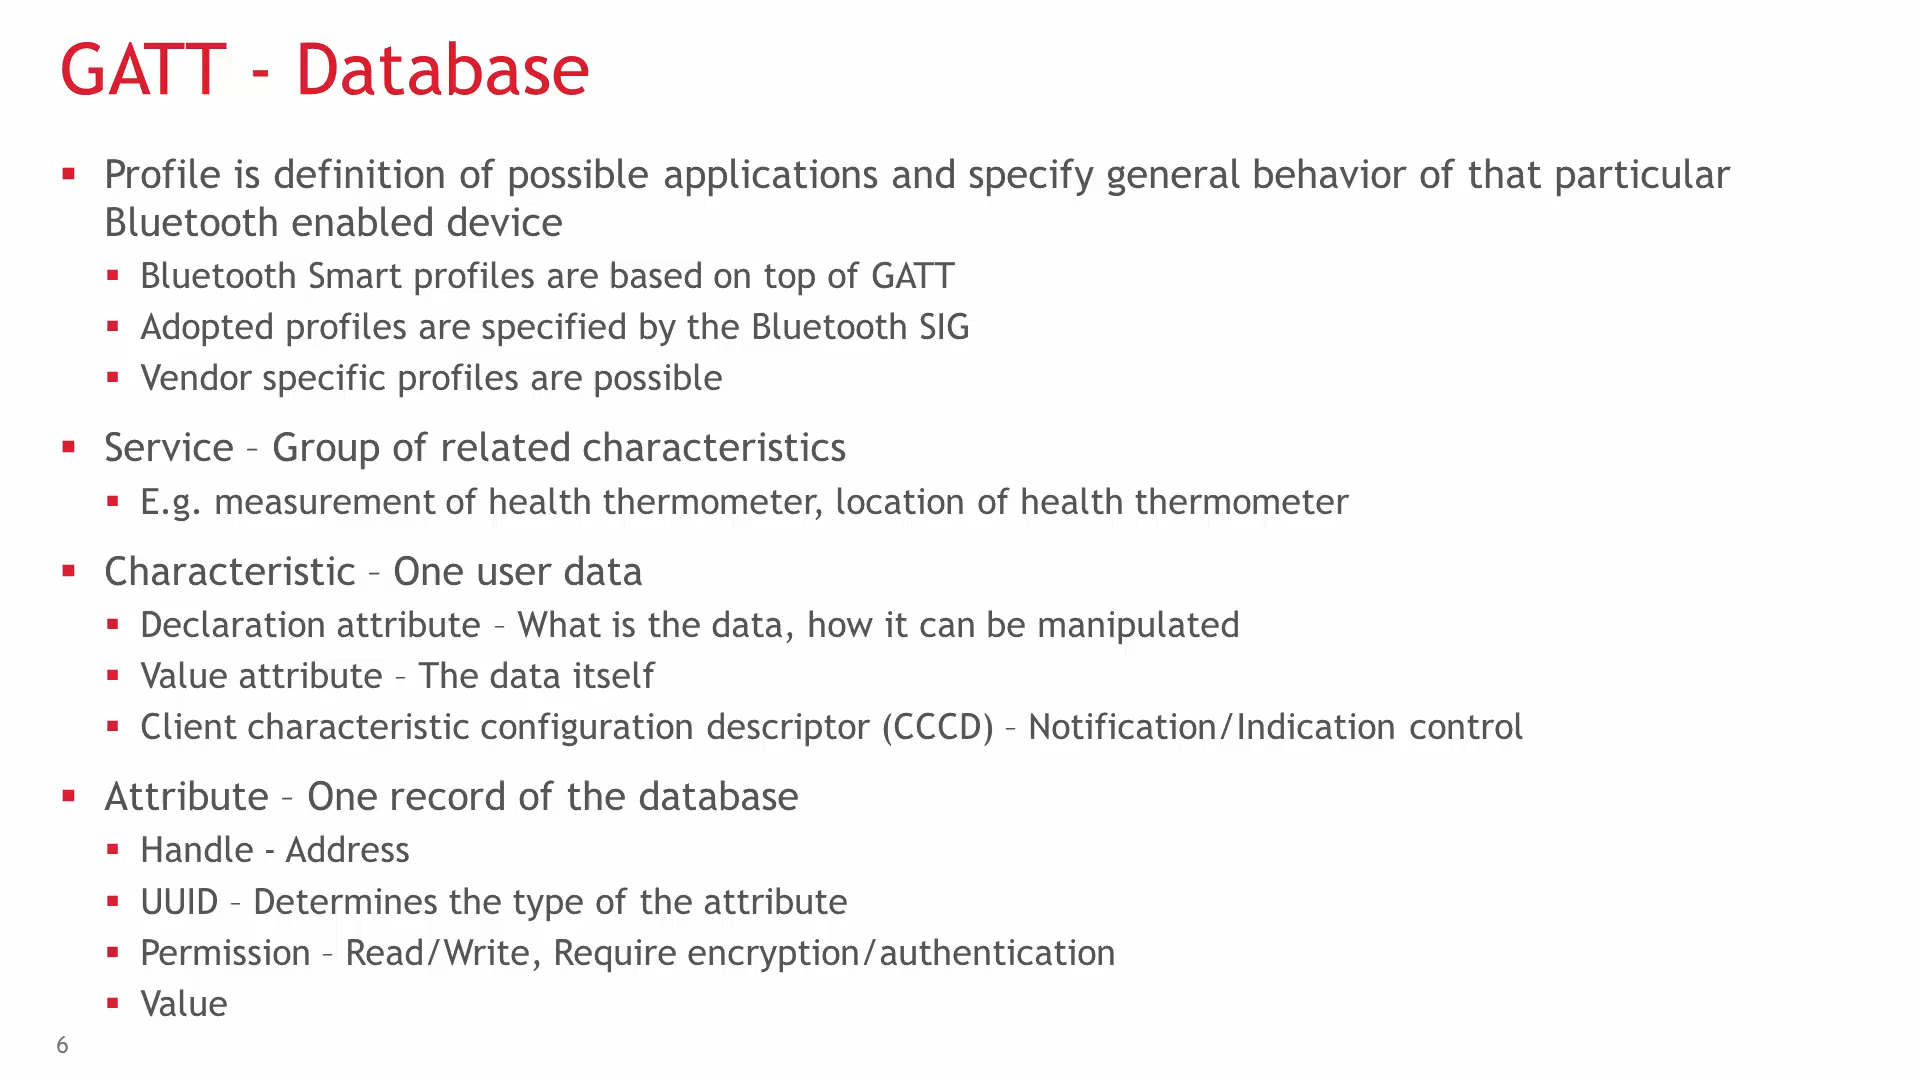 GATT - Database
▪ Profile is definition of possible applications and specify general behavior of that particular
Bluetooth enabled device
▪ Bluetooth Smart profiles are based on top of GATT
▪ Adopted profiles are specified by the Bluetooth SIG
▪ Vendor specific profiles are possible
▪ Service – Group of related characteristics
▪ E.g. measurement of health thermometer, location of health thermometer
▪ Characteristic – One user data
▪ Declaration attribute – What is the data, how it can be manipulated
▪ Value attribute – The data itself
▪ Client characteristic configuration descriptor (CCCD) – Notification/Indication control
▪ Attribute – One record of the database
▪ Handle - Address
▪ UUID – Determines the type of the attribute
▪ Permission – Read/Write, Require encryption/authentication
▪ Value
6